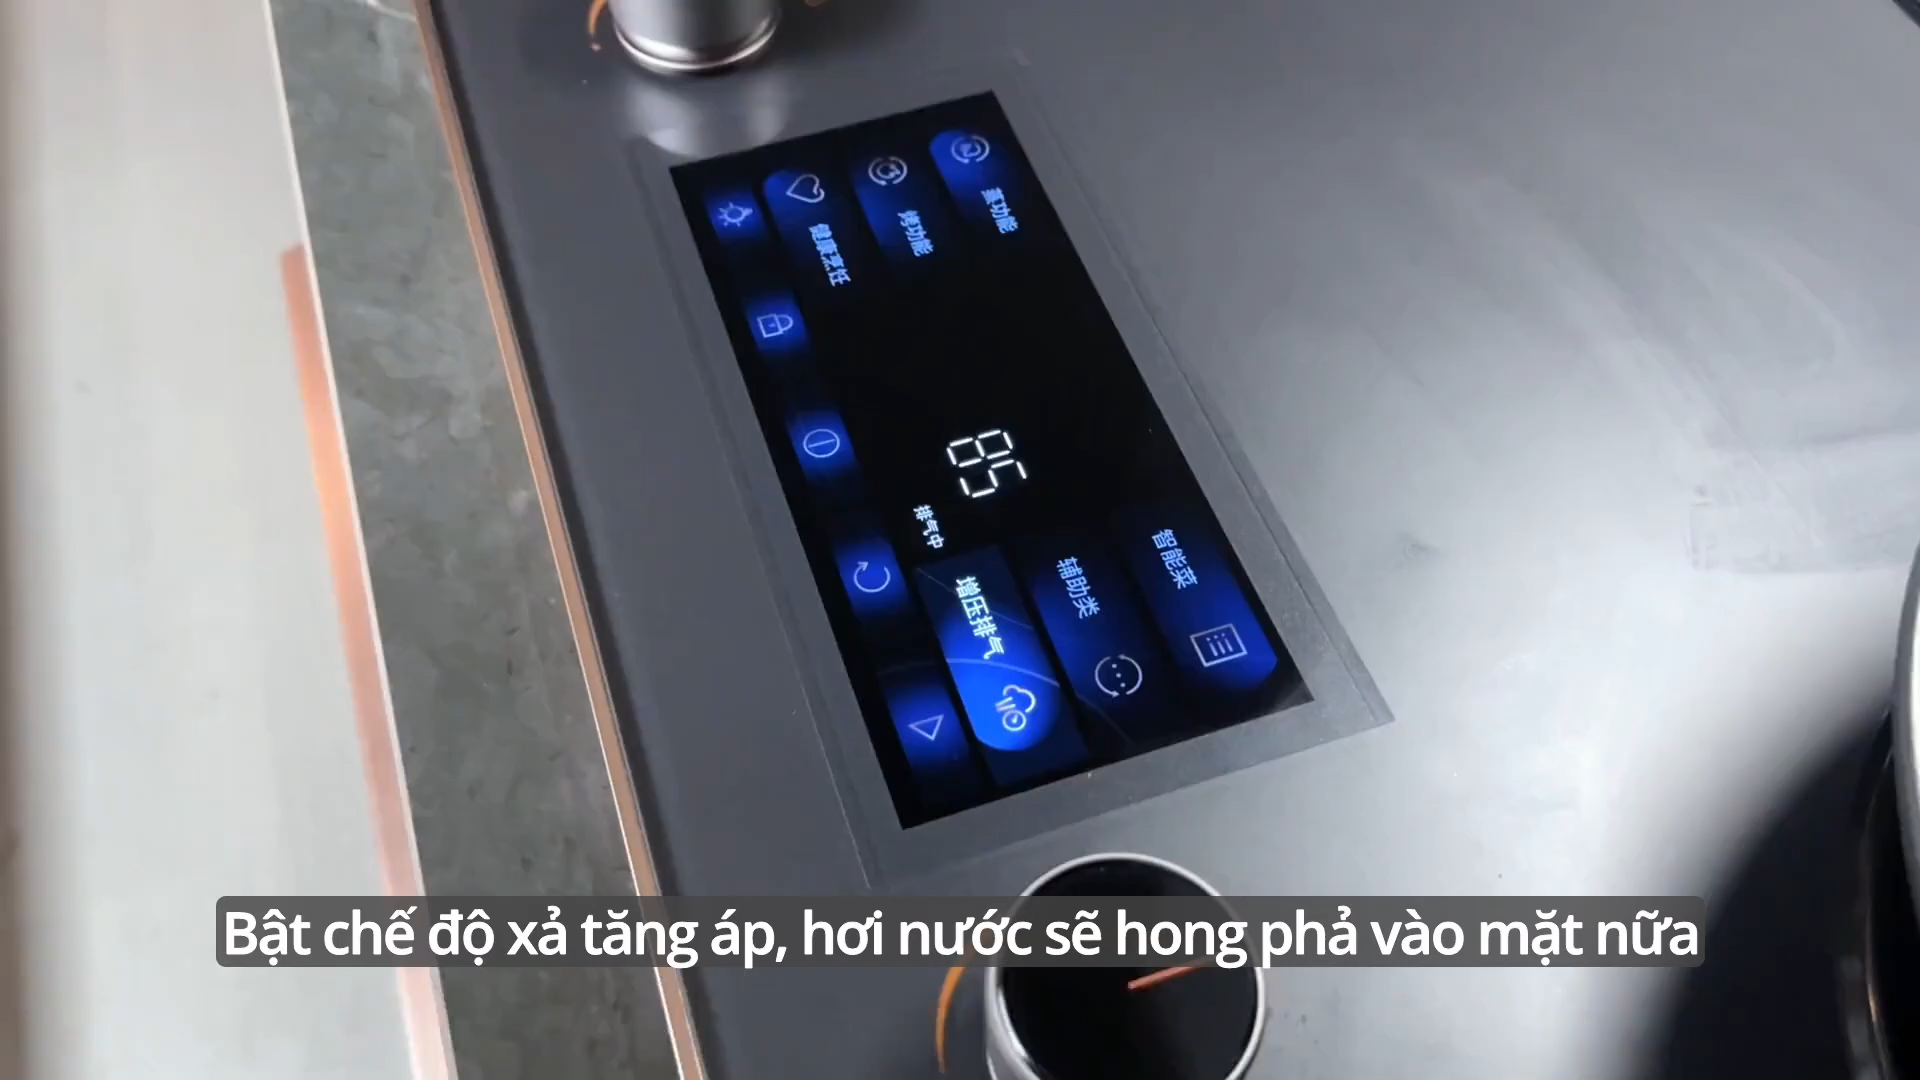 蒸功能
烤功能
健康烹饪
85
排气中
智能菜
辅助类
增压排气
Bật chế độ xả tăng áp, hơi nước sẽ hong phả vào mặt nữa